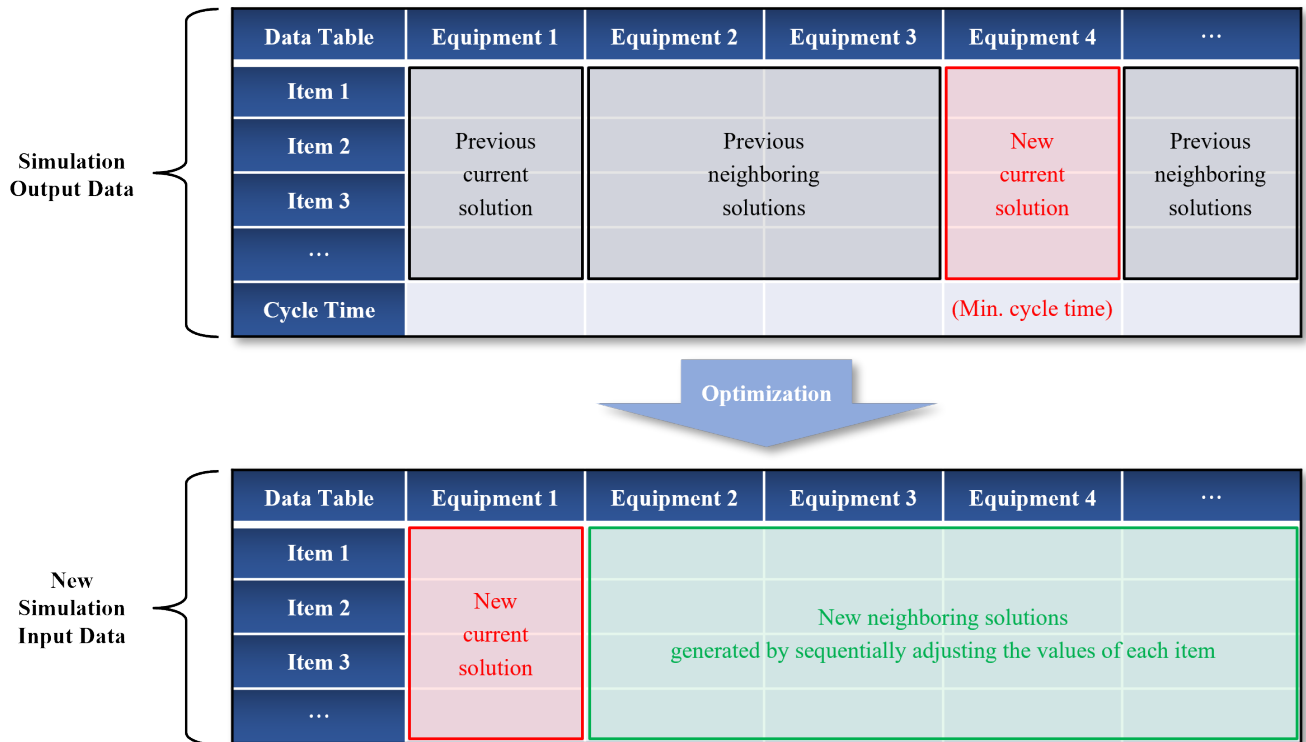 Data Table Equipment 1 Equipment 2 Equipment 3 Equipment 4 ...
Item 1
Item 2
Item 3
...
Cycle Time
Simulation
Output Data
Previous
current
solution
Previous
neighboring
solutions
New
current
solution
Previous
neighboring
solutions
(Min. cycle time)
Optimization
Data Table Equipment 1 Equipment 2 Equipment 3 Equipment 4 ...
Item 1
Item 2
Item 3
...
New
Simulation
Input Data
New
current
solution
New neighboring solutions
generated by sequentially adjusting the values of each item